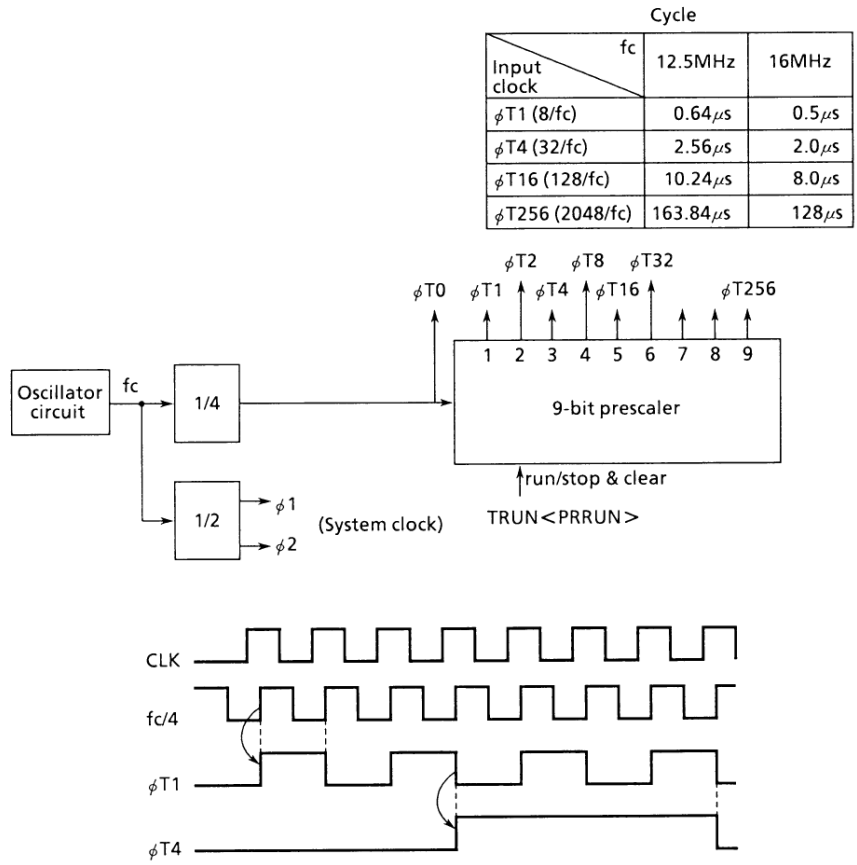 Cycle
fc
Input
clock
12.5MHz
16MHz
ϕT1 (8/fc)
0.64μs
0.5μs
ϕT4 (32/fc)
2.56μs
2.0μs
ϕT16 (128/fc)
10.24μs
8.0μs
ϕT256 (2048/fc)
163.84μs
128μs
ϕT2
ϕT8
ϕT32
ϕT0
ϕT1
ϕT4
ϕT16
ϕT256
1 2 3 4 5 6 7 8 9
Oscillator
circuit
fc
1/4
9-bit prescaler
run/stop & clear
TRUN<PRRUN>
1/2
ϕ1
ϕ2
(System clock)
CLK
fc/4
ϕT1
ϕT4